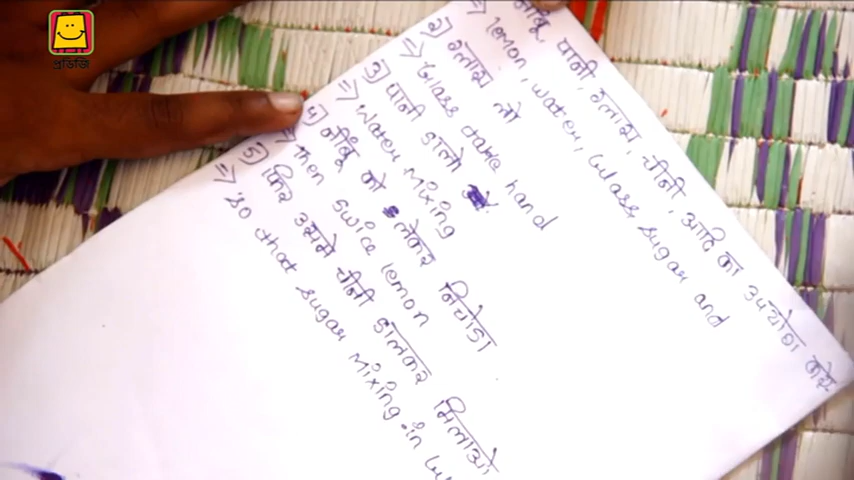 प्रাডিজি
नींबू, पानी, ग्लास, चीनी, आदि का उपयोग करेंगे
=> lemon, water, Glass, sugar and
2) ग्लास लो
=> Glass take hand
3) पानी डालो
=> Water Mixing
4) नींबू को लेकर निचोडा
=> then swice lemon
5) फिर उसमे चीनी डालकर मिलाओ
=> so that sugar Mixing in